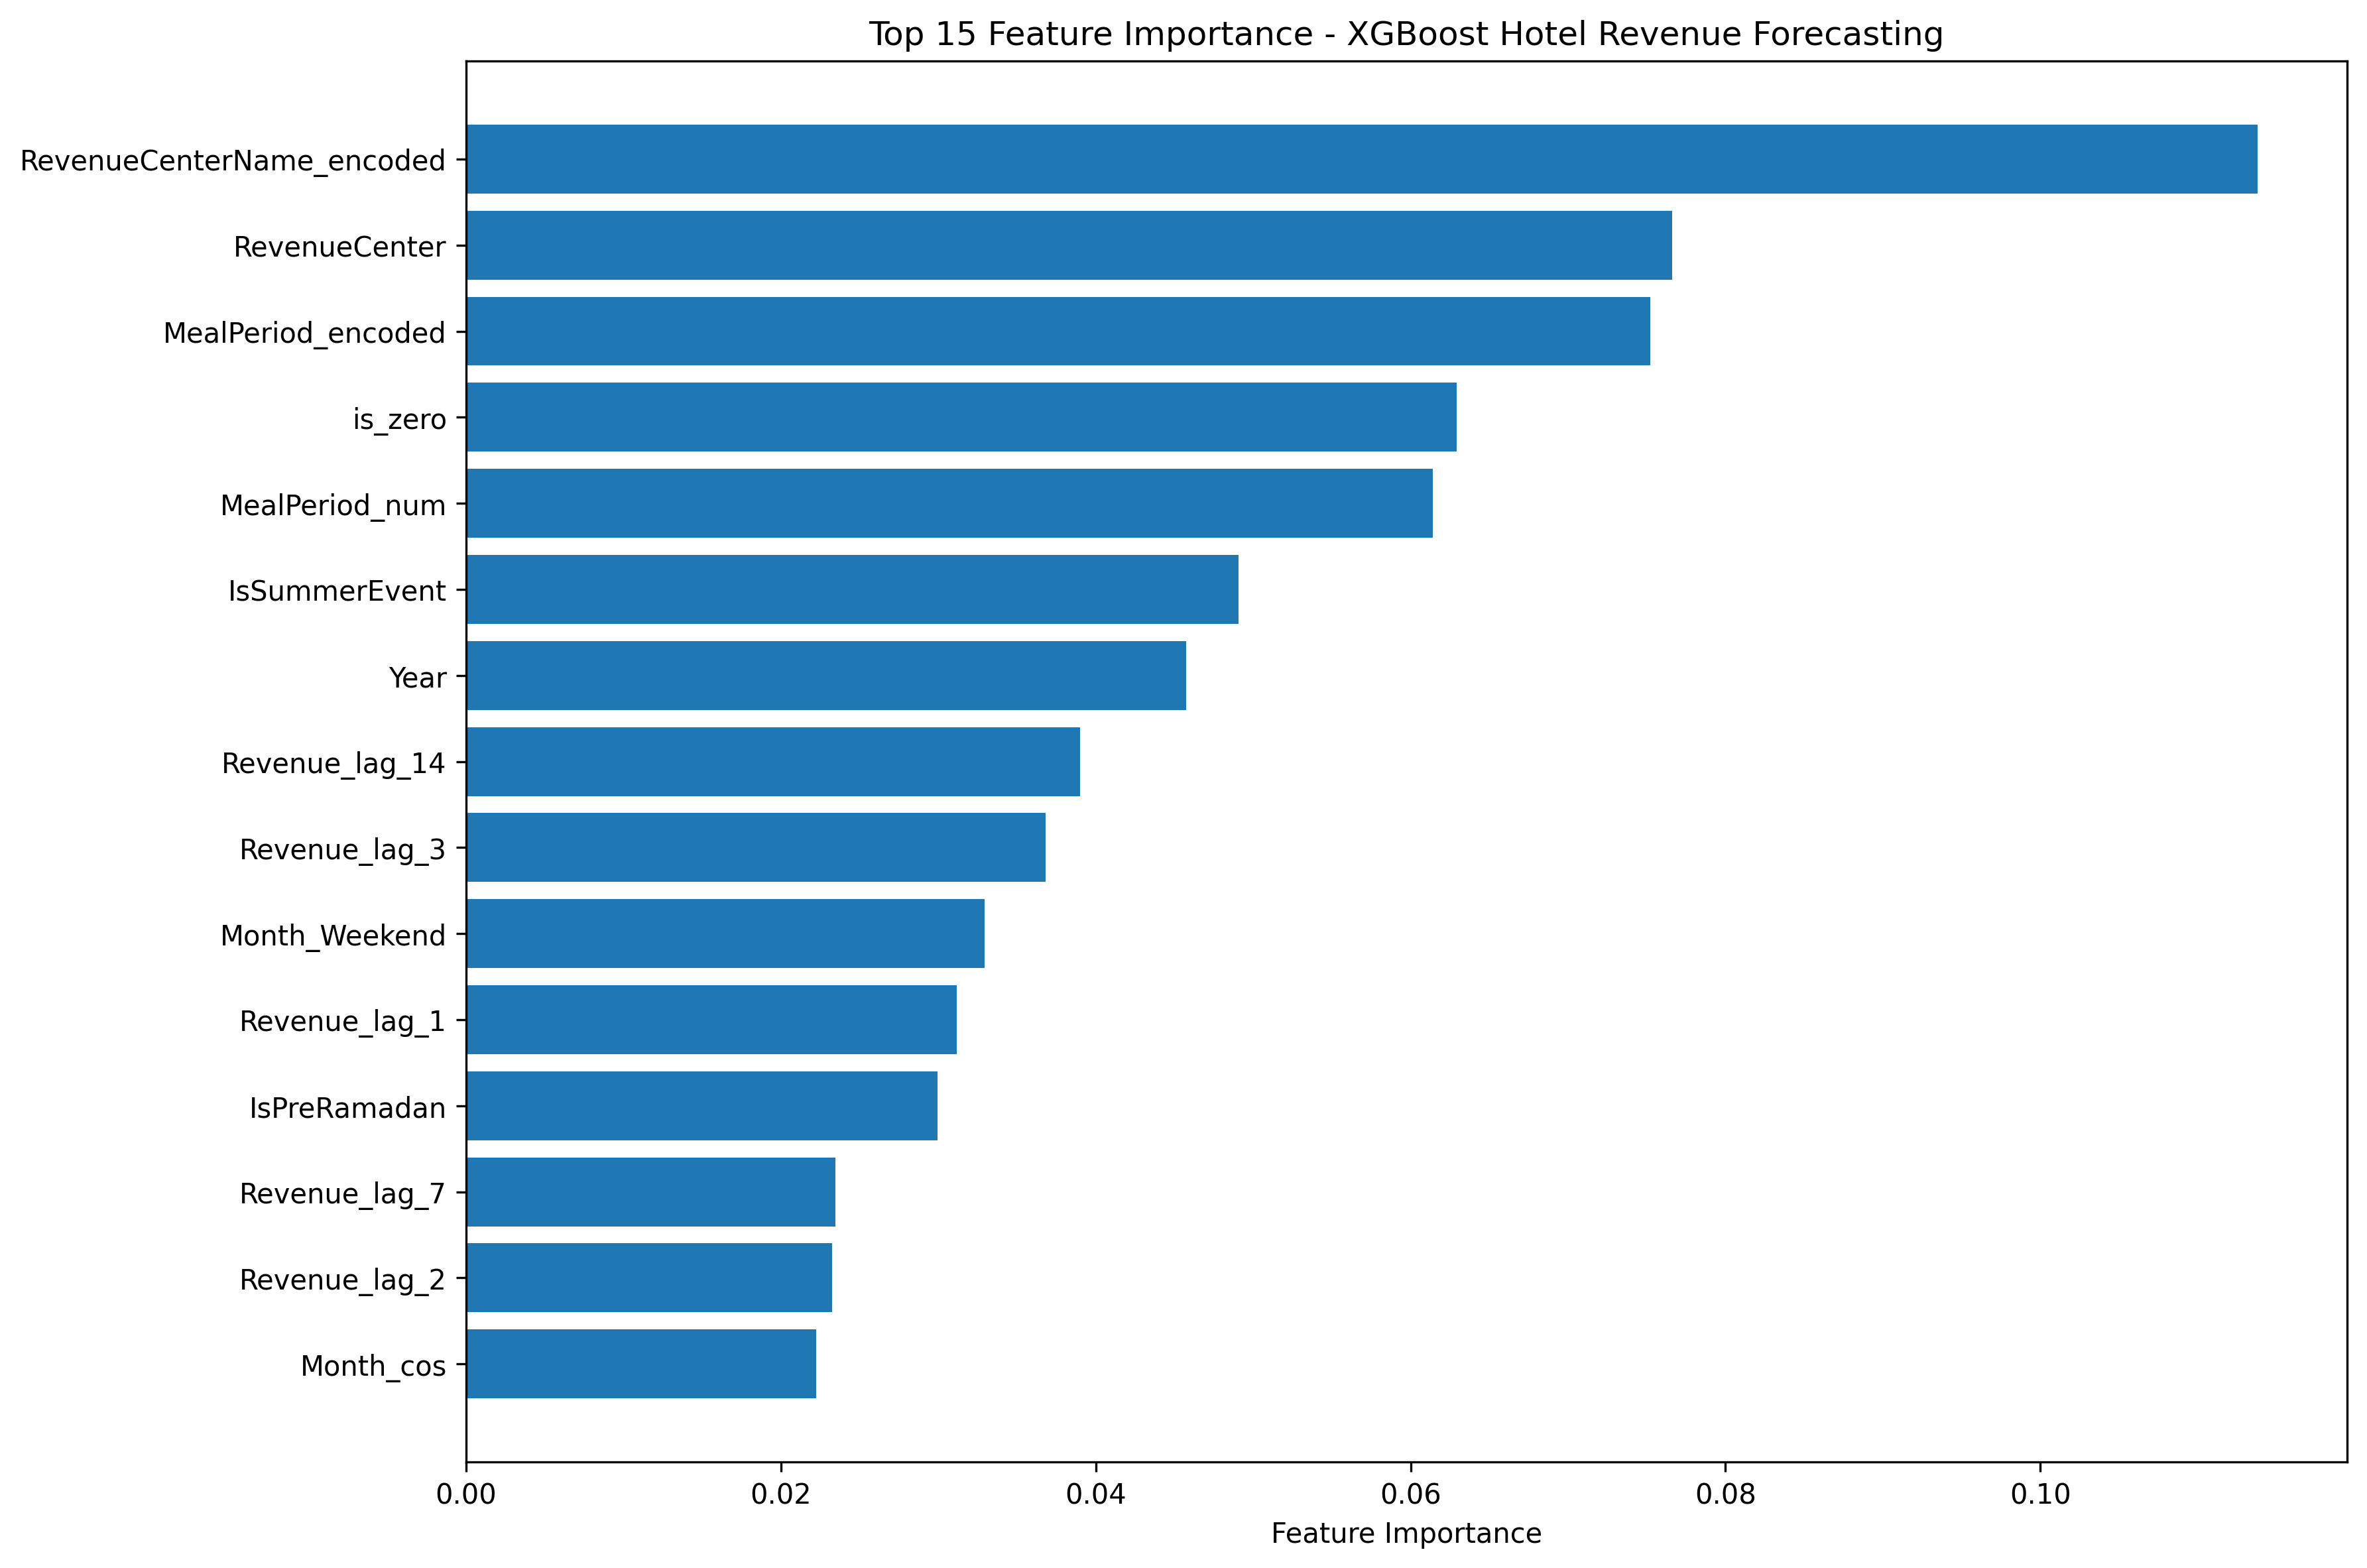 Top 15 Feature Importance - XGBoost Hotel Revenue Forecasting
RevenueCenterName_encoded
RevenueCenter
MealPeriod_encoded
is_zero
MealPeriod_num
IsSummerEvent
Year
Revenue_lag_14
Revenue_lag_3
Month_Weekend
Revenue_lag_1
IsPreRamadan
Revenue_lag_7
Revenue_lag_2
Month_cos
0.00 0.02 0.04 0.06 0.08 0.10
Feature Importance